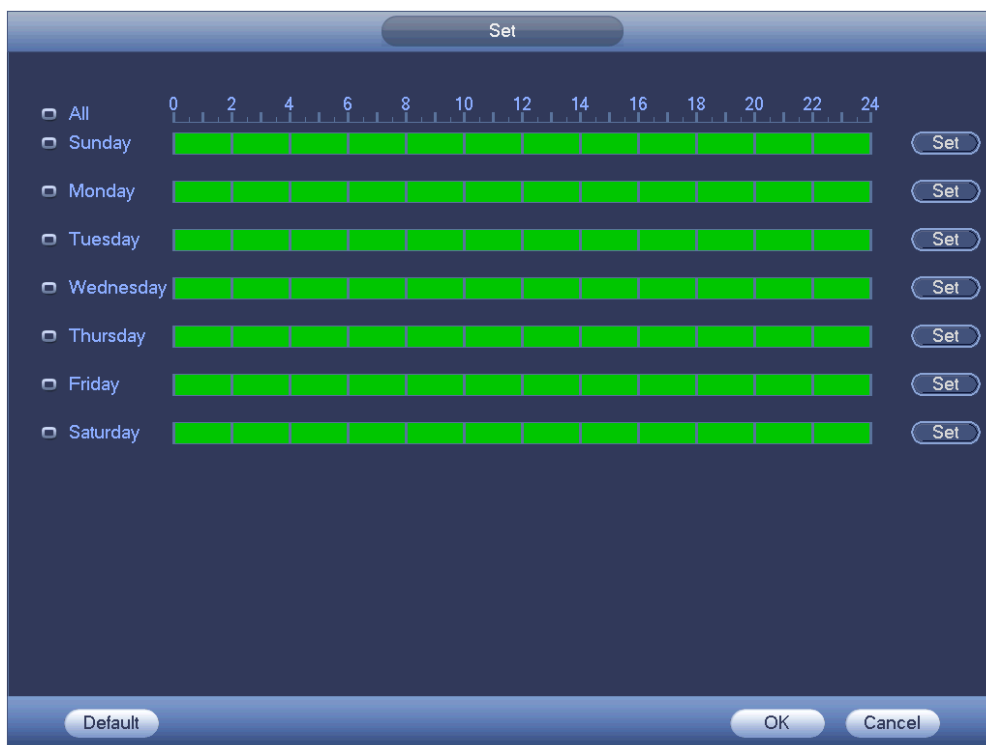 Set
All 0 2 4 6 8 10 12 14 16 18 20 22 24
Sunday Set
Monday Set
Tuesday Set
Wednesday Set
Thursday Set
Friday Set
Saturday Set
Default OK Cancel